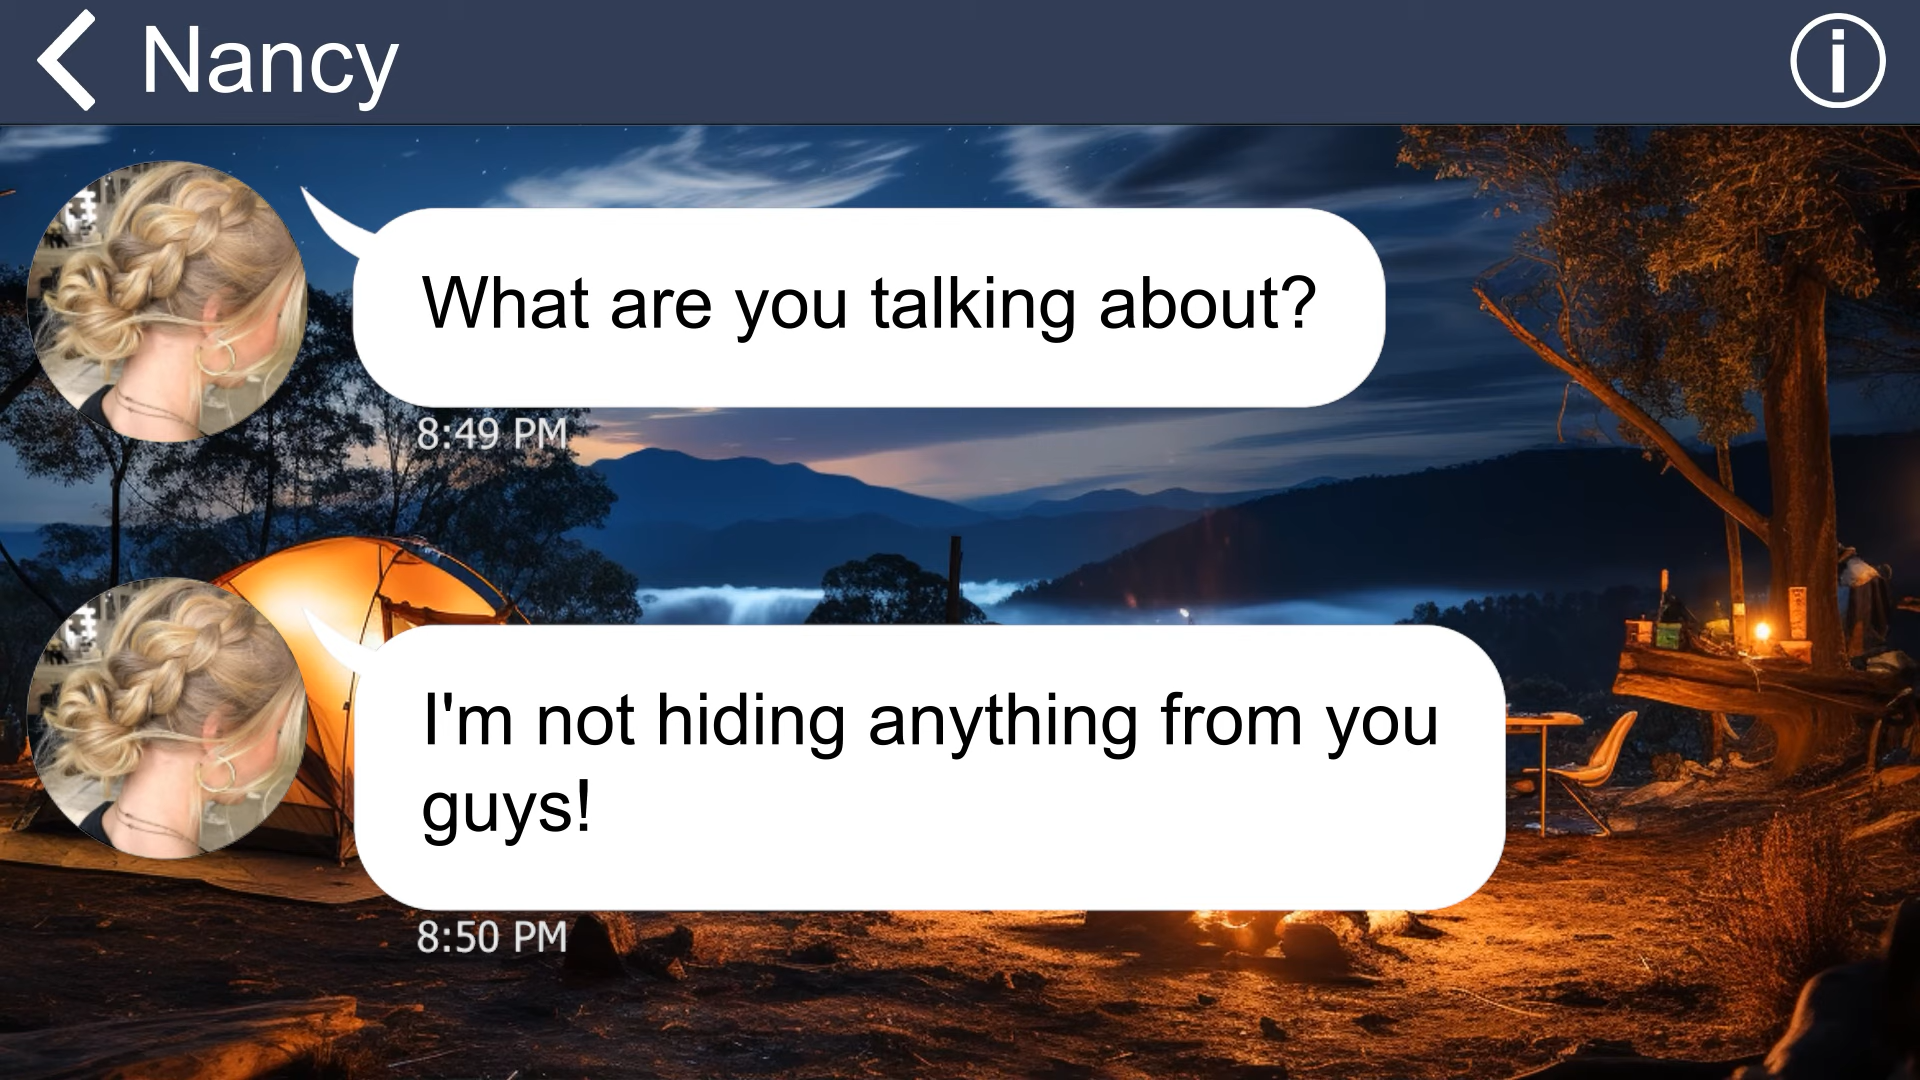 Nancy
What are you talking about?
8:49 PM
I'm not hiding anything from you
guys!
8:50 PM